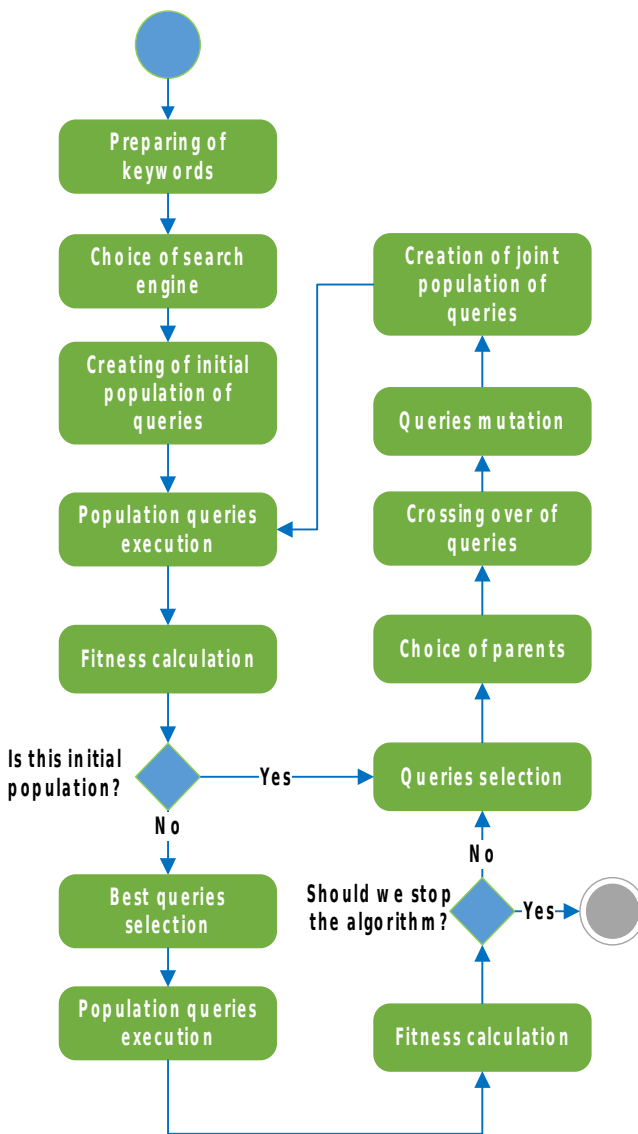 Preparing of
keywords
Choice of search
engine
Creating of initial
population of
queries
Population queries
execution
Fitness calculation
Is this initial
population?
Yes
No
Best queries
selection
Population queries
execution
Creation of joint
population of
queries
Queries mutation
Crossing over of
queries
Choice of parents
Queries selection
No
Should we stop
the algorithm?
Yes
Fitness calculation